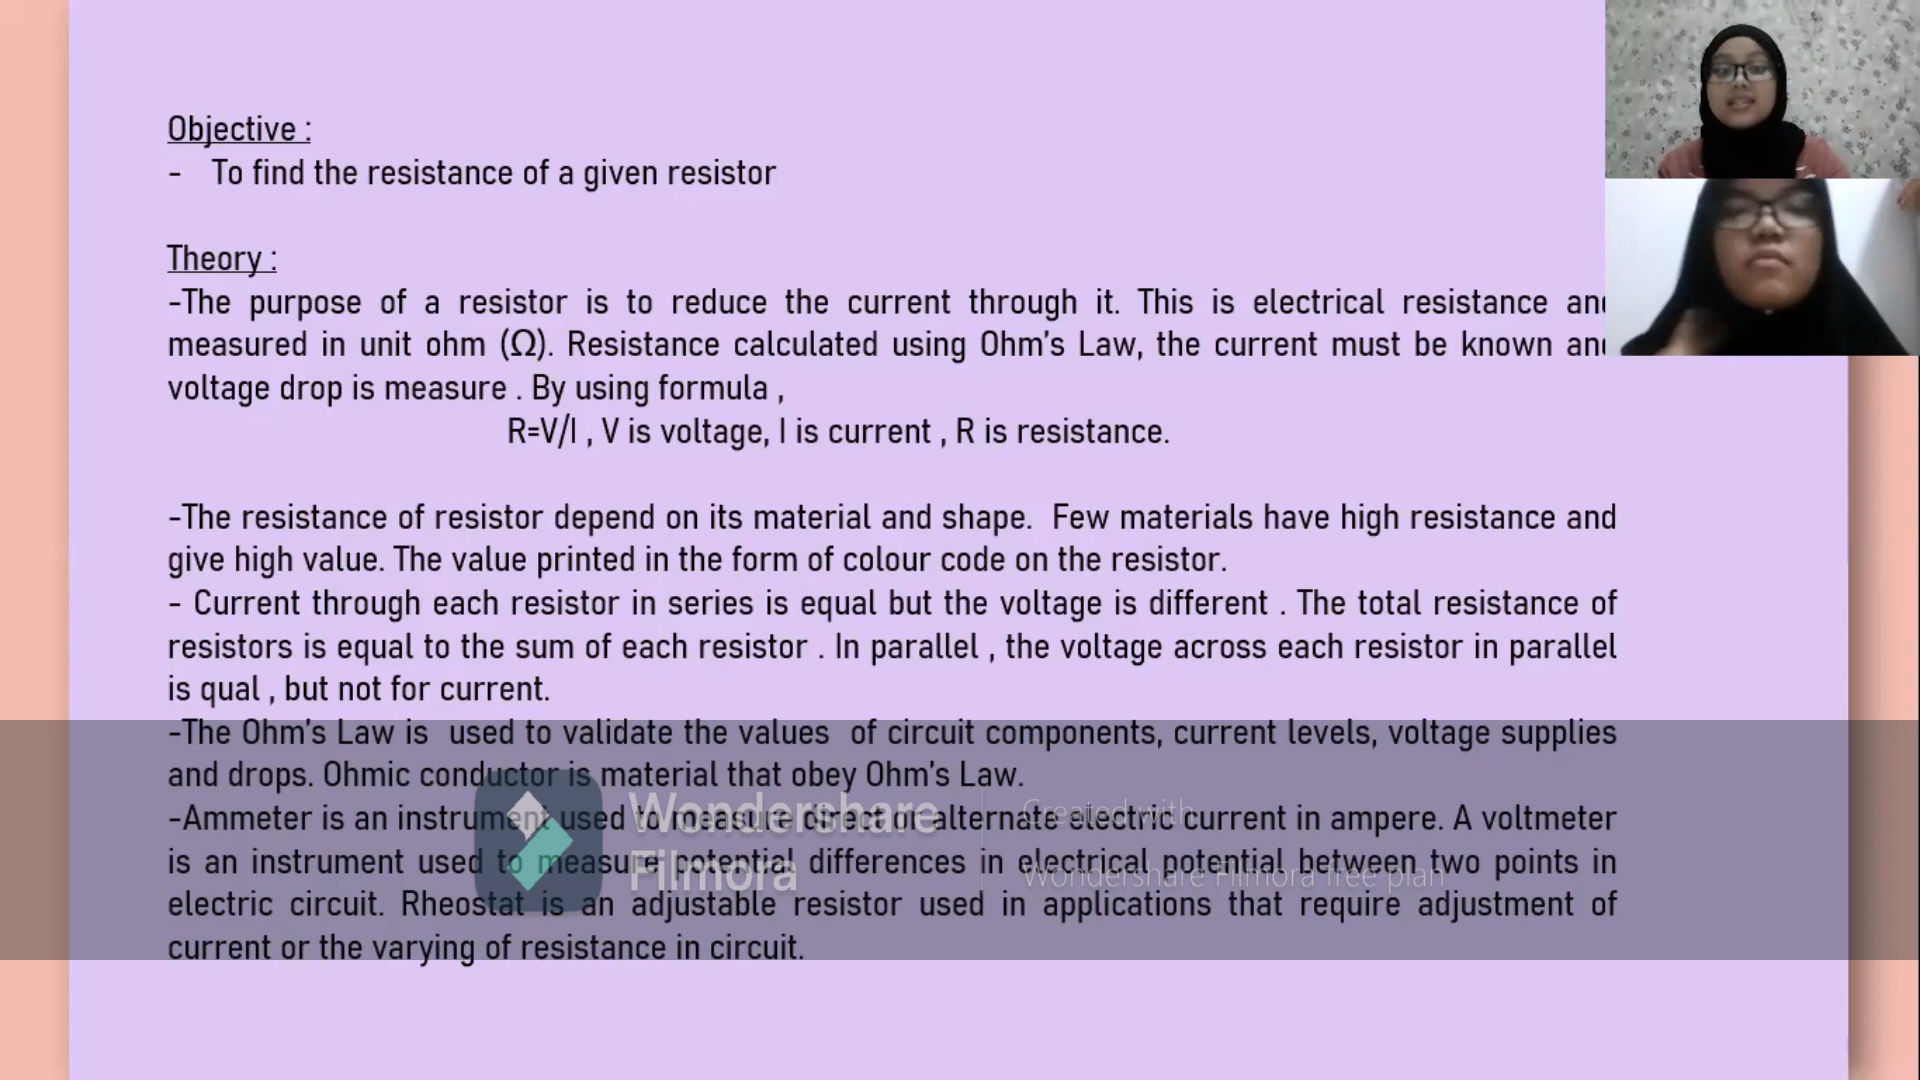 Objective :
- To find the resistance of a given resistor
Theory :
-The purpose of a resistor is to reduce the current through it. This is electrical resistance and
measured in unit ohm (Ω). Resistance calculated using Ohm's Law, the current must be known and
voltage drop is measure . By using formula ,
R=V/I , V is voltage, I is current , R is resistance.
-The resistance of resistor depend on its material and shape. Few materials have high resistance and
give high value. The value printed in the form of colour code on the resistor.
- Current through each resistor in series is equal but the voltage is different . The total resistance of
resistors is equal to the sum of each resistor . In parallel , the voltage across each resistor in parallel
is qual , but not for current.
-The Ohm's Law is used to validate the values of circuit components, current levels, voltage supplies
and drops. Ohmic conductor is material that obey Ohm's Law.
-Ammeter is an instrument used to measure direct or alternate electric current in ampere. A voltmeter
is an instrument used to measure potential differences in electrical potential between two points in
electric circuit. Rheostat is an adjustable resistor used in applications that require adjustment of
current or the varying of resistance in circuit.
Wondershare
Filmora
Created with
Wondershare Filmora free plan